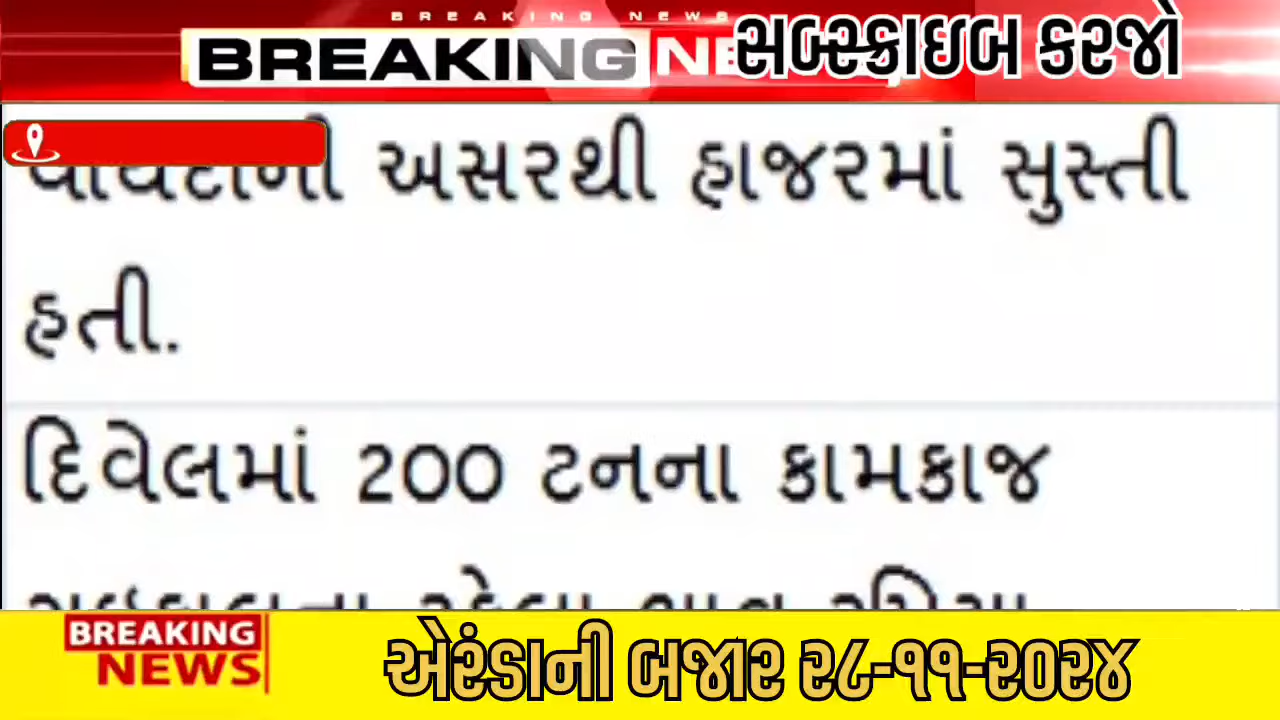 BREAKING NEWS
BREAKING
સબ્સ્ક્રાઇબ કરજો
વાયદાની અસરથી હાજરમાં સુસ્તી
હતી.
દિવેલમાં 200 ટનના કામકાજ
BREAKING
NEWS
એરંડાની બજાર ૨૮-૧૧-૨૦૨૪